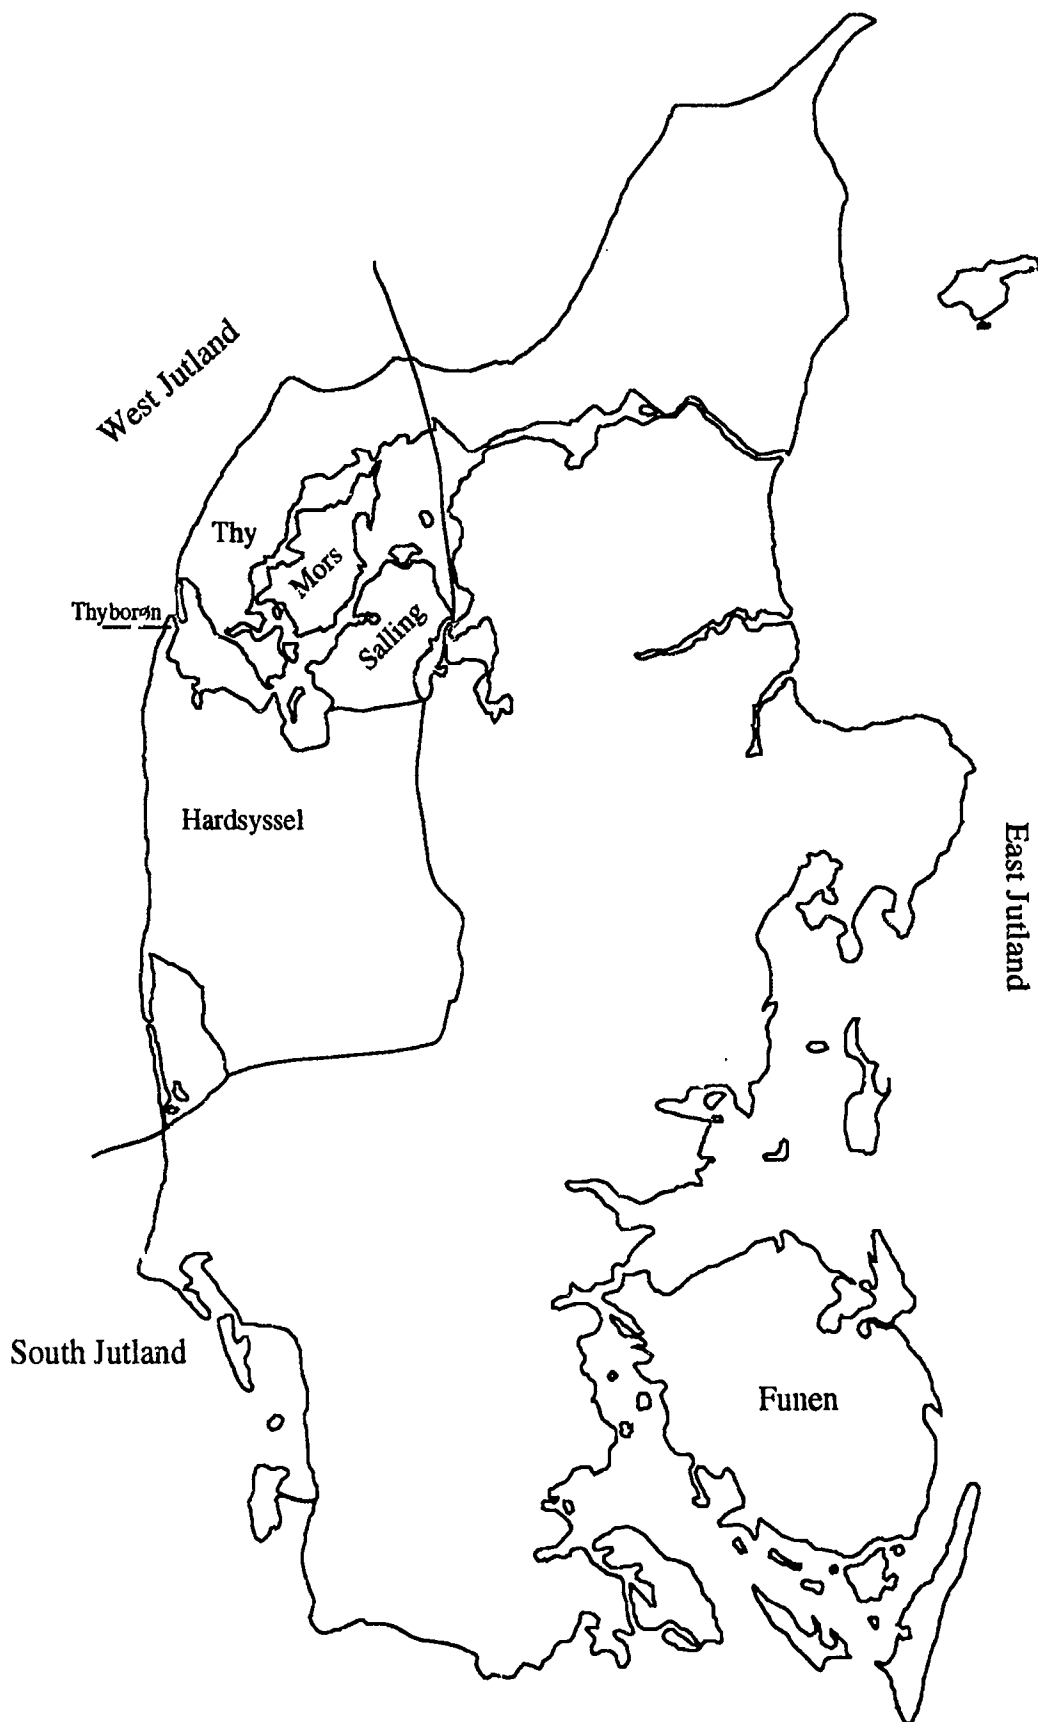 West Jutland
Thy
Mors
Thyborøn
Salling
Hardsyssel
East Jutland
South Jutland
Funen